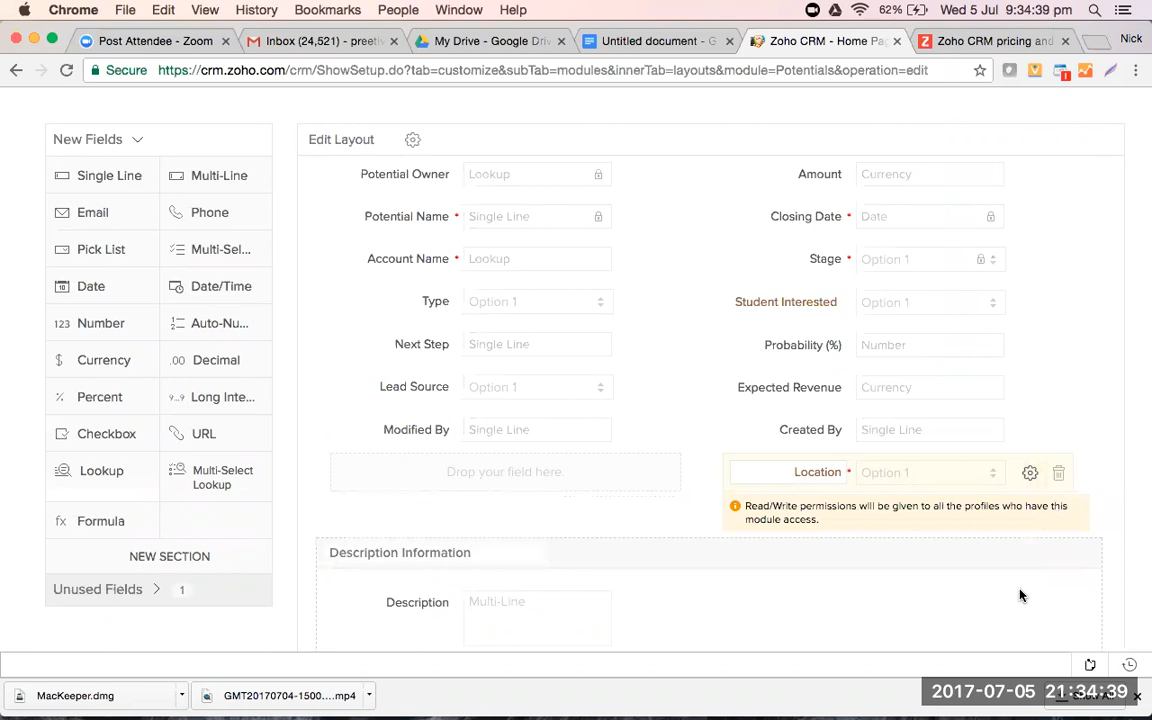 Chrome File Edit View History Bookmarks People Window Help 62% Wed 5 Jul 9:34:39 pm
Post Attendee - Zoom Inbox (24,521) - preetiv My Drive - Google Driv Untitled document - G Zoho CRM - Home Pag Zoho CRM pricing and Nick
Secure https://crm.zoho.com/crm/ShowSetup.do?tab=customize&subTab=modules&innerTab=layouts&module=Potentials&operation=edit
New Fields
Edit Layout
Single Line Multi-Line
Email Phone
Pick List Multi-Sel...
Date Date/Time
123 Number Auto-Nu...
$ Currency .00 Decimal
% Percent 9..9 Long Inte...
Checkbox URL
Lookup Multi-Select
Lookup
fx Formula
NEW SECTION
Unused Fields 1
Potential Owner Lookup Amount Currency
Potential Name * Single Line Closing Date * Date
Account Name * Lookup Stage * Option 1
Type Option 1 Student Interested Option 1
Next Step Single Line Probability (%) Number
Lead Source Option 1 Expected Revenue Currency
Modified By Single Line Created By Single Line
Drop your field here. Location * Option 1
Read/Write permissions will be given to all the profiles who have this
module access.
Description Information
Description Multi-Line
MacKeeper.dmg GMT20170704-1500....mp4
2017-07-05 21:34:39